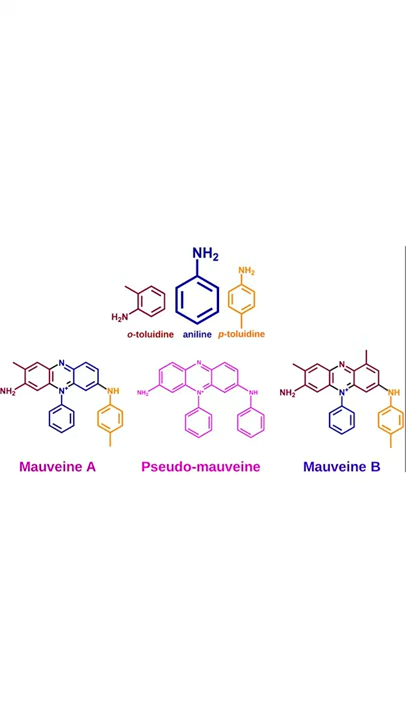 NH2
NH2
H2N
o-toluidine aniline p-toluidine
N N N
NH2 N+ NH NH2 N+ NH NH2 N+ NH
Mauveine A Pseudo-mauveine Mauveine B